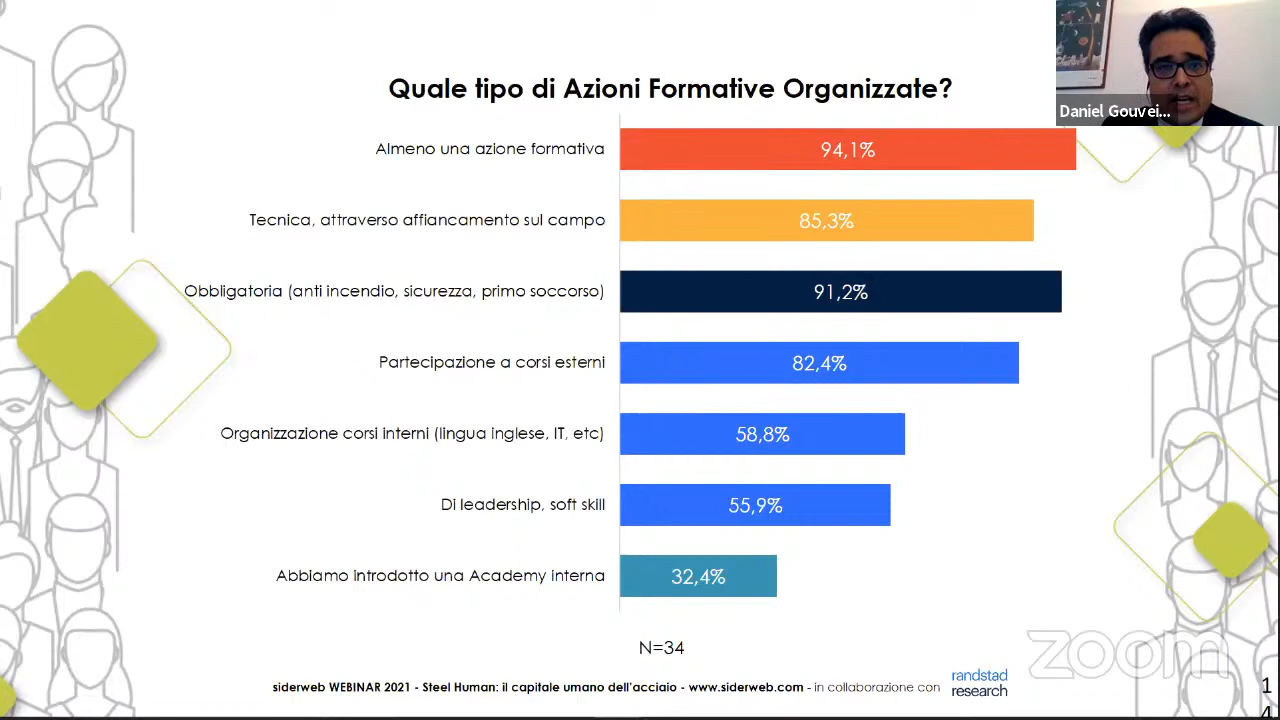 Quale tipo di Azioni Formative Organizzate?
Daniel Gouvei...
Almeno una azione formativa
94,1%
Tecnica, attraverso affiancamento sul campo
85,3%
Obbligatoria (anti incendio, sicurezza, primo soccorso)
91,2%
Partecipazione a corsi esterni
82,4%
Organizzazione corsi interni (lingua inglese, IT, etc)
58,8%
Di leadership, soft skill
55,9%
Abbiamo introdotto una Academy interna
32,4%
N=34
zoom
siderweb WEBINAR 2021 - Steel Human: il capitale umano dell'acciaio - www.siderweb.com - in collaborazione con
randstad
research
1
4